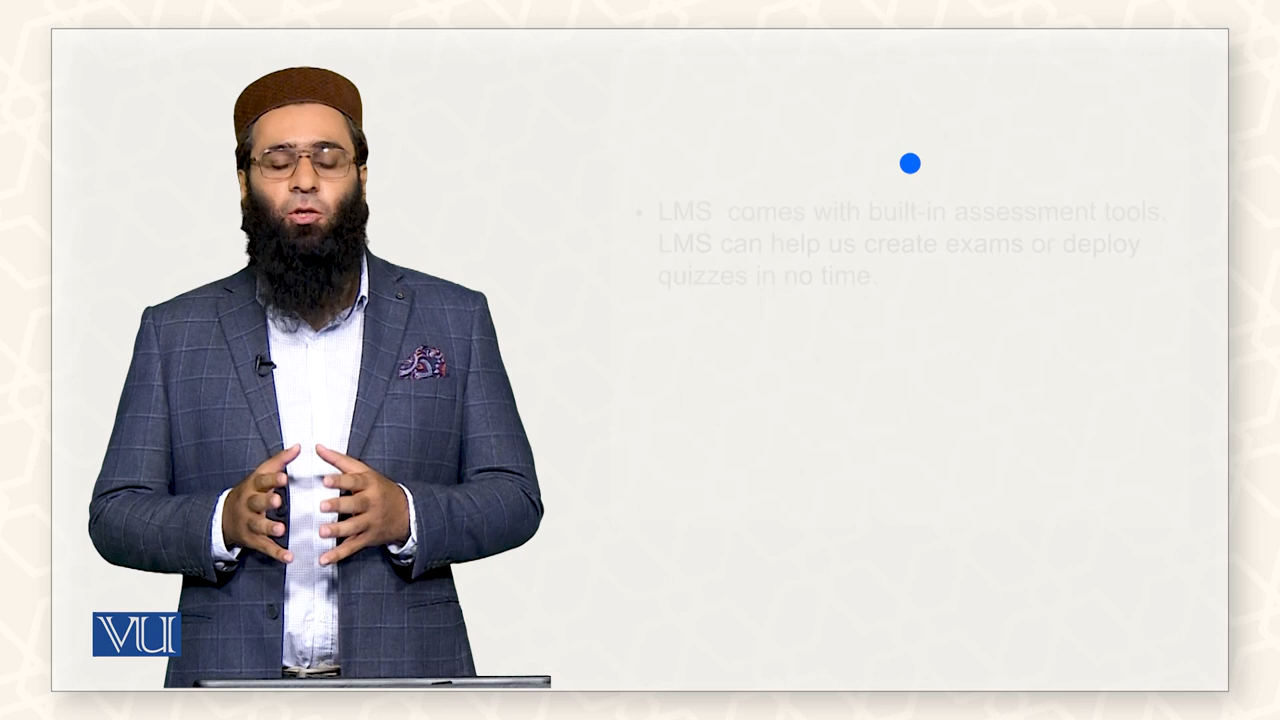 • LMS  comes with built-in assessment tools.
LMS can help us create exams or deploy
quizzes in no time.
VU